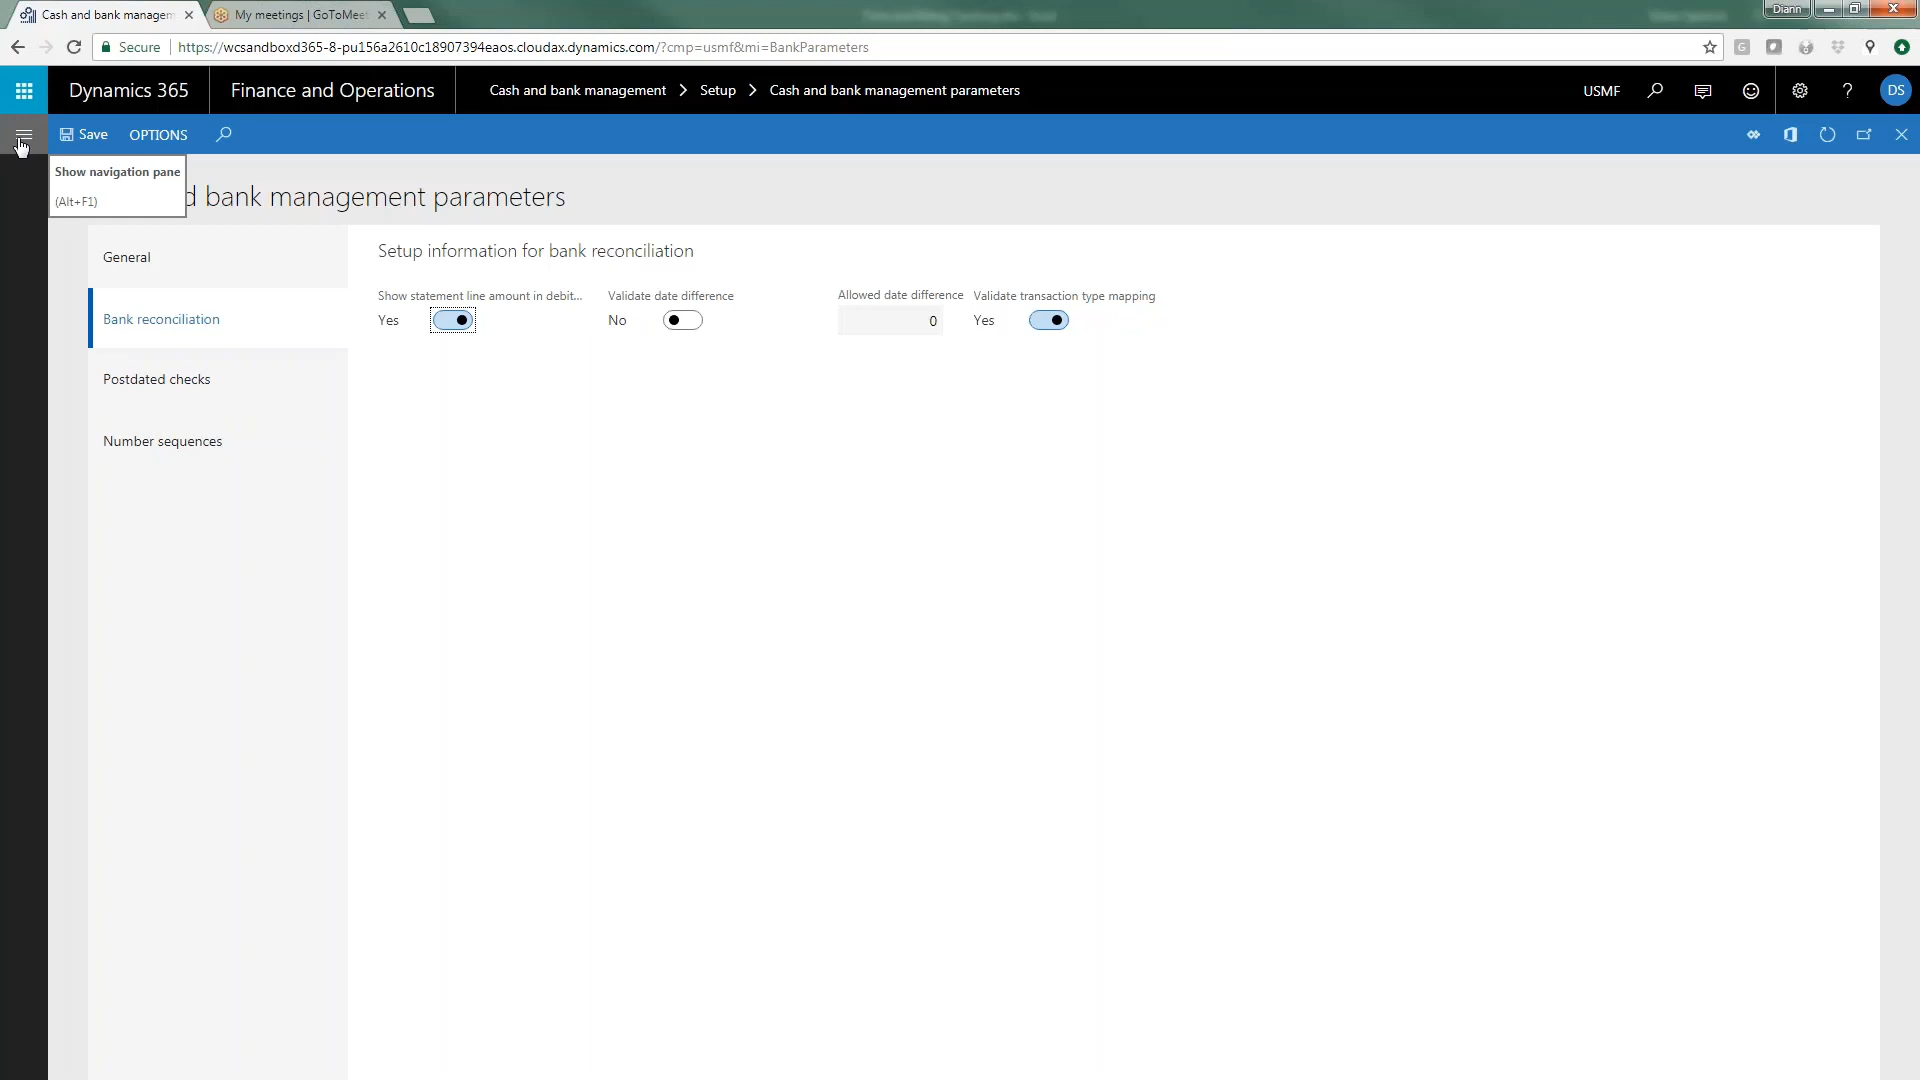 Cash and bank managem
My meetings | GoToMeet
Diann
Secure
https://wcsandboxd365-8-pu156a2610c18907394eaos.cloudax.dynamics.com/?cmp=usmf&mi=BankParameters
Dynamics 365
Finance and Operations
Cash and bank management > Setup > Cash and bank management parameters
USMF
DS
Save
OPTIONS
Show navigation pane
(Alt+F1)
d bank management parameters
General
Bank reconciliation
Postdated checks
Number sequences
Setup information for bank reconciliation
Show statement line amount in debit...
Yes
Validate date difference
No
Allowed date difference
0
Validate transaction type mapping
Yes